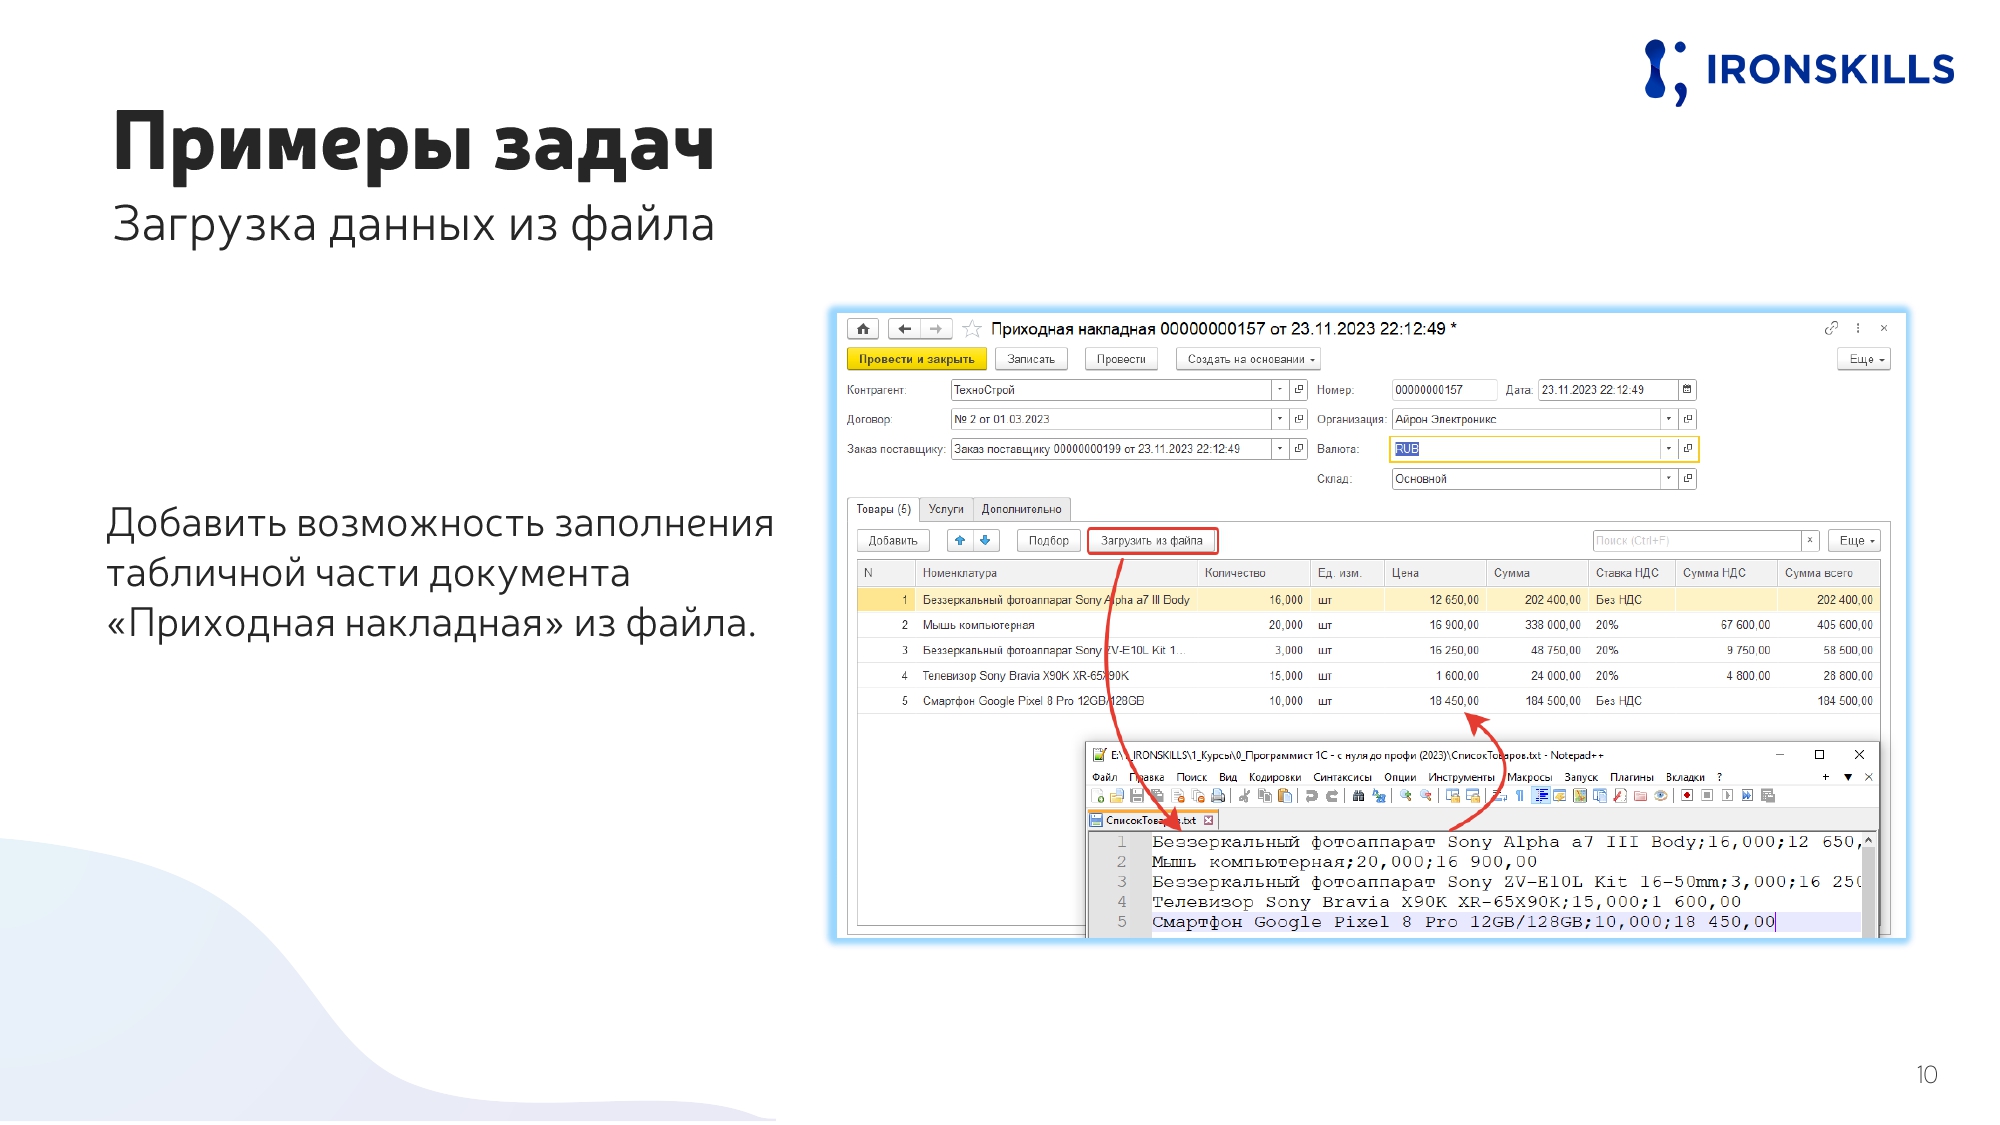 IRONSKILLS
Примеры задач
Загрузка данных из файла
Добавить возможность заполнения
табличной части документа
«Приходная накладная» из файла.
Приходная накладная 00000000157 от 23.11.2023 22:12:49 *
Провести и закрыть Записать Провести Создать на основании Еще
Контрагент: ТехноСтрой Номер: 00000000157 Дата: 23.11.2023 22:12:49
Договор: № 2 от 01.03.2023 Организация: Айрон Электроникс
Заказ поставщику: Заказ поставщику 00000000199 от 23.11.2023 22:12:49 Валюта: RUB
Склад: Основной
Товары (5) Услуги Дополнительно
Добавить Подбор Загрузить из файла Поиск (Ctrl+F) x Еще
N Номенклатура Количество Ед. изм. Цена Сумма Ставка НДС Сумма НДС Сумма всего
1 Беззеркальный фотоаппарат Sony Alpha a7 III Body 16,000 шт 12 650,00 202 400,00 Без НДС 202 400,00
2 Мышь компьютерная 20,000 шт 16 900,00 338 000,00 20% 67 600,00 405 600,00
3 Беззеркальный фотоаппарат Sony ZV-E10L Kit 1... 3,000 шт 16 250,00 48 750,00 20% 9 750,00 58 500,00
4 Телевизор Sony Bravia X90K XR-65X90K 15,000 шт 1 600,00 24 000,00 20% 4 800,00 28 800,00
5 Смартфон Google Pixel 8 Pro 12GB/128GB 10,000 шт 18 450,00 184 500,00 Без НДС 184 500,00
E:\1_IRONSKILLS\1_Курсы\0_Программист 1С - с нуля до профи (2023)\СписокТоваров.txt - Notepad++
Файл Правка Поиск Вид Кодировки Синтаксисы Опции Инструменты Макросы Запуск Плагины Вкладки ?
СписокТоваров.txt
1 Беззеркальный фотоаппарат Sony Alpha a7 III Body;16,000;12 650,
2 Мышь компьютерная;20,000;16 900,00
3 Беззеркальный фотоаппарат Sony ZV-E10L Kit 16-50mm;3,000;16 250
4 Телевизор Sony Bravia X90K XR-65X90K;15,000;1 600,00
5 Смартфон Google Pixel 8 Pro 12GB/128GB;10,000;18 450,00
10